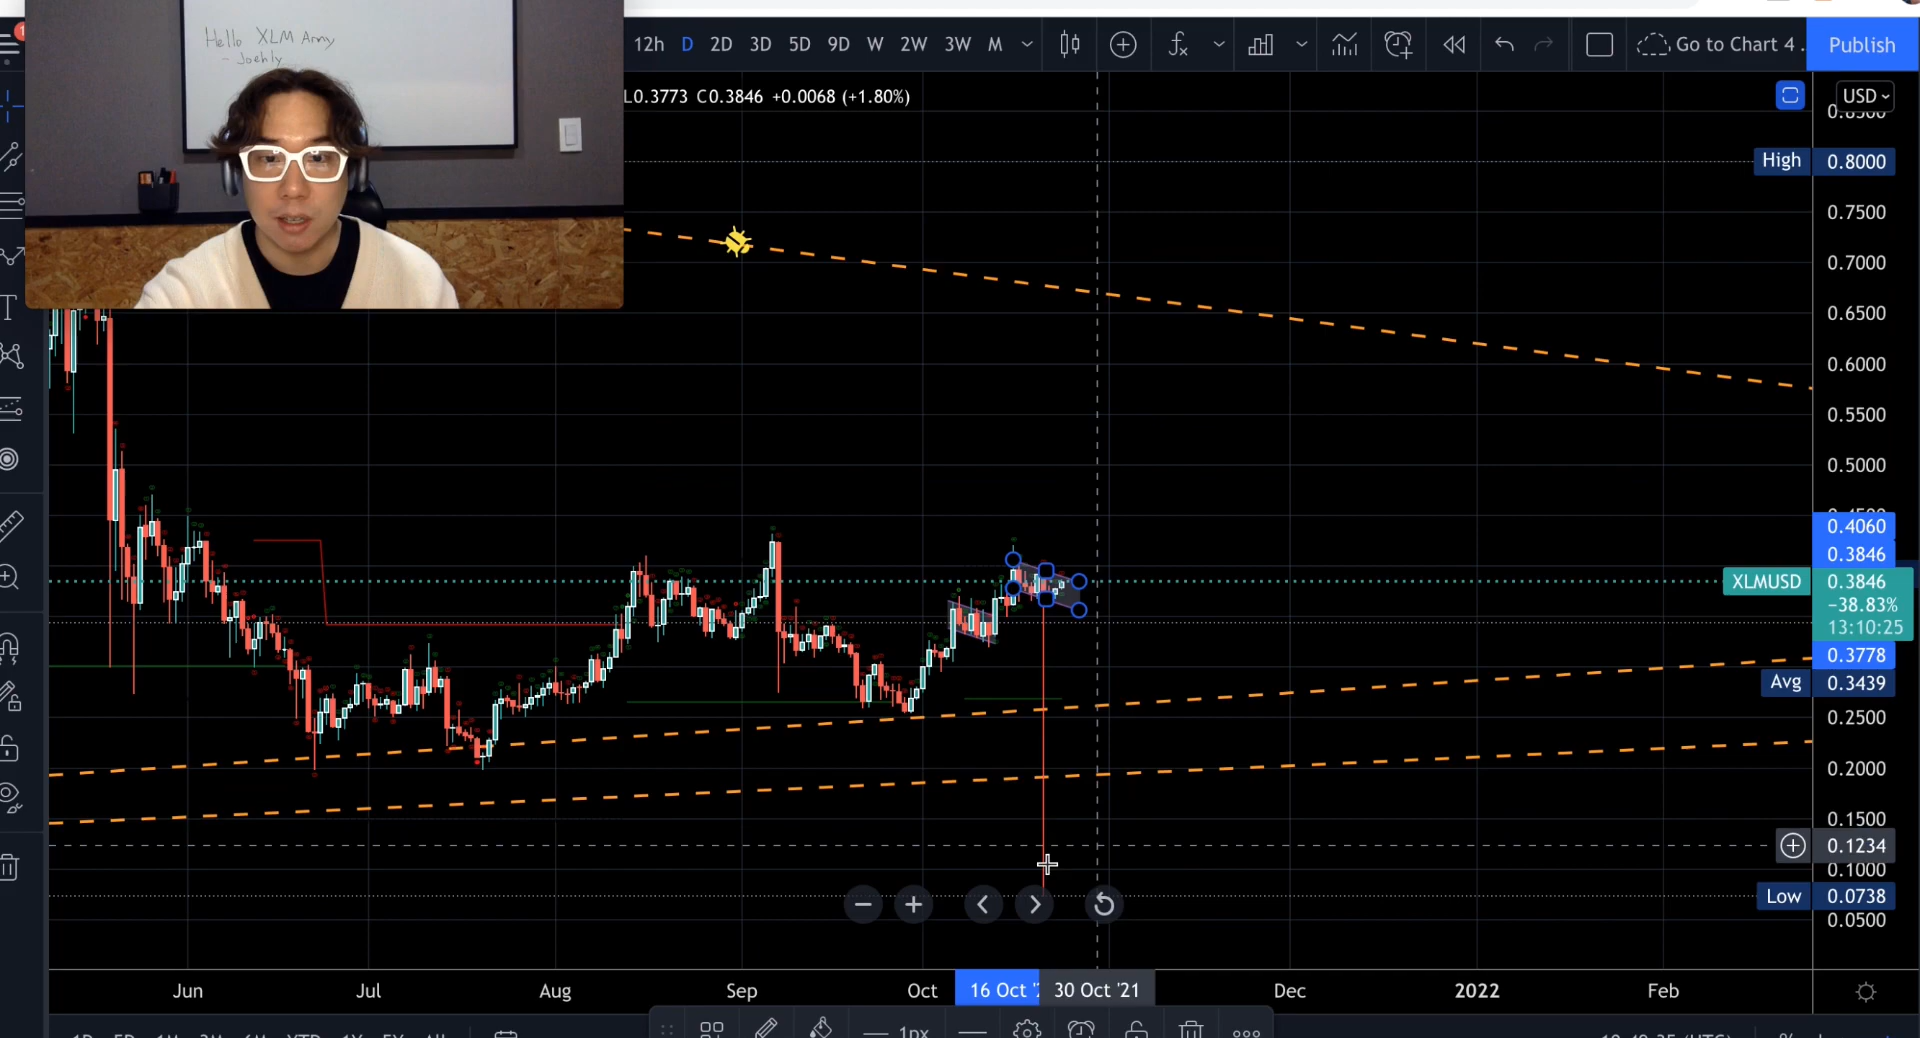 Hello XLM Army
- Joehly
12h D 2D 3D 5D 9D W 2W 3W M
Go to Chart 4 .
Publish
L0.3773 C0.3846 +0.0068 (+1.80%)
USD
High 0.8000
0.7500
0.7000
0.6500
0.6000
0.5500
0.5000
0.4060
0.3846
XLMUSD 0.3846
−38.83%
13:10:25
0.3778
Avg 0.3439
0.2500
0.2000
0.1500
0.1234
0.1000
Low 0.0738
0.0500
Jun Jul Aug Sep Oct 16 Oct '2 30 Oct '21 Dec 2022 Feb
1px